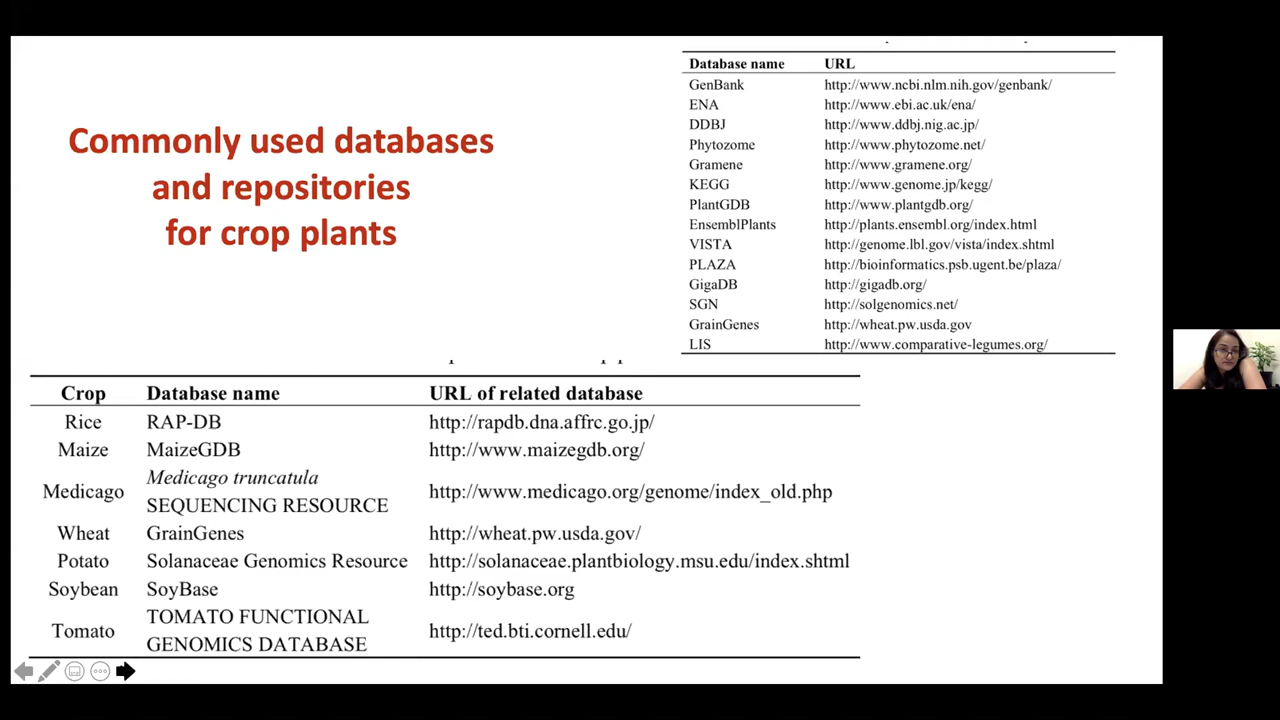 Commonly used databases
and repositories
for crop plants
Database name URL
GenBank http://www.ncbi.nlm.nih.gov/genbank/
ENA http://www.ebi.ac.uk/ena/
DDBJ http://www.ddbj.nig.ac.jp/
Phytozome http://www.phytozome.net/
Gramene http://www.gramene.org/
KEGG http://www.genome.jp/kegg/
PlantGDB http://www.plantgdb.org/
EnsemblPlants http://plants.ensembl.org/index.html
VISTA http://genome.lbl.gov/vista/index.shtml
PLAZA http://bioinformatics.psb.ugent.be/plaza/
GigaDB http://gigadb.org/
SGN http://solgenomics.net/
GrainGenes http://wheat.pw.usda.gov
LIS http://www.comparative-legumes.org/
Crop Database name URL of related database
Rice RAP-DB http://rapdb.dna.affrc.go.jp/
Maize MaizeGDB http://www.maizegdb.org/
Medicago Medicago truncatula
SEQUENCING RESOURCE http://www.medicago.org/genome/index_old.php
Wheat GrainGenes http://wheat.pw.usda.gov/
Potato Solanaceae Genomics Resource http://solanaceae.plantbiology.msu.edu/index.shtml
Soybean SoyBase http://soybase.org
Tomato TOMATO FUNCTIONAL
GENOMICS DATABASE http://ted.bti.cornell.edu/